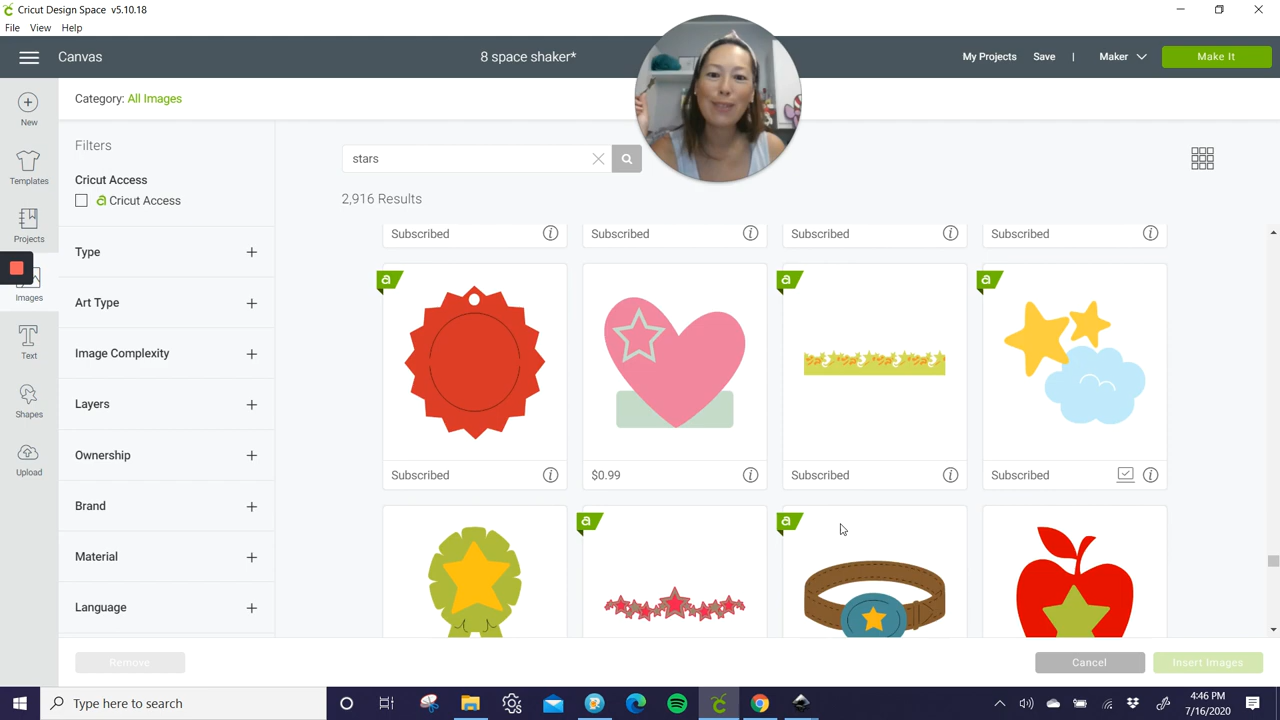 Cricut Design Space v5.10.18
File View Help
Canvas
8 space shaker*
My Projects Save | Maker Make It
New
Templates
Projects
Images
Text
Shapes
Upload
Category: All Images
Filters
Cricut Access
a Cricut Access
Type
Art Type
Image Complexity
Layers
Ownership
Brand
Material
Language
stars
2,916 Results
Subscribed Subscribed Subscribed Subscribed
a a a
Subscribed $0.99 Subscribed Subscribed
a a
Remove Cancel Insert Images
Type here to search
4:46 PM
7/16/2020